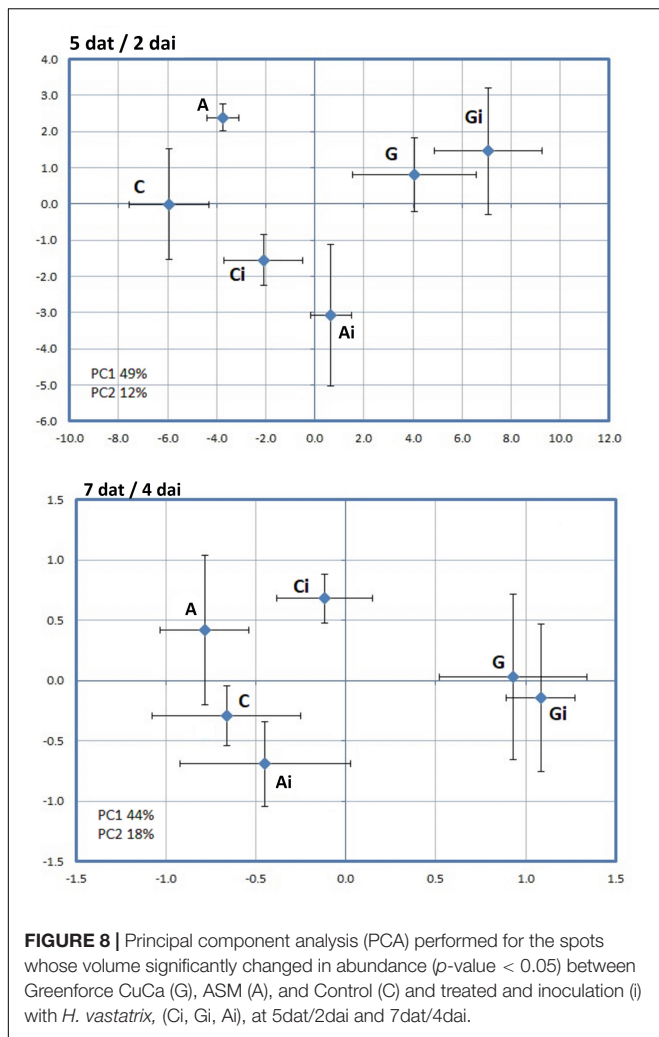 5 dat / 2 dai
4.0
3.0
2.0
1.0
0.0
-1.0
-2.0
-3.0
-4.0
-5.0
-6.0
A
Gi
G
C
Ci
Ai
PC1 49%
PC2 12%
-10.0 -8.0 -6.0 -4.0 -2.0 0.0 2.0 4.0 6.0 8.0 10.0 12.0
7 dat / 4 dai
1.5
1.0
0.5
0.0
-0.5
-1.0
-1.5
Ci
A
G
C
Gi
Ai
PC1 44%
PC2 18%
-1.5 -1.0 -0.5 0.0 0.5 1.0 1.5
FIGURE 8 | Principal component analysis (PCA) performed for the spots
whose volume significantly changed in abundance (p-value < 0.05) between
Greenforce CuCa (G), ASM (A), and Control (C) and treated and inoculation (i)
with H. vastatrix, (Ci, Gi, Ai), at 5dat/2dai and 7dat/4dai.